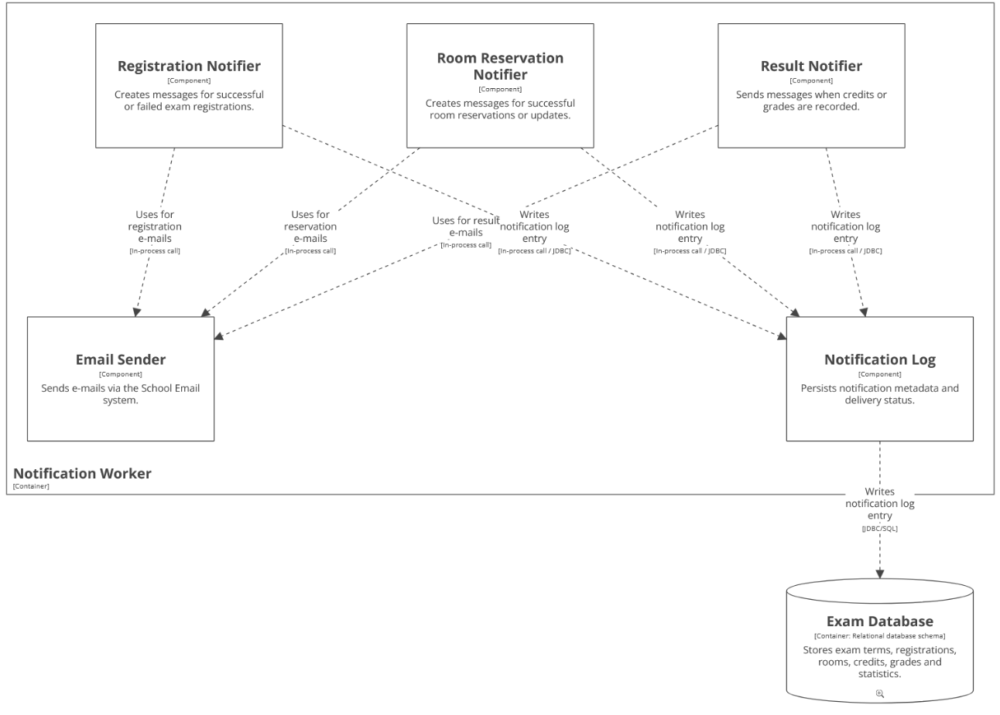 Registration Notifier
[Component]
Creates messages for successful
or failed exam registrations.
Room Reservation
Notifier
[Component]
Creates messages for successful
room reservations or updates.
Result Notifier
[Component]
Sends messages when credits or
grades are recorded.
Uses for
registration
e-mails
[In-process call]
Uses for
reservation
e-mails
[In-process call]
Uses for result
e-mails
[In-process call]
Writes
notification log
entry
[In-process call / JDBC]
Writes
notification log
entry
[In-process call / JDBC]
Writes
notification log
entry
[In-process call / JDBC]
Email Sender
[Component]
Sends e-mails via the School Email
system.
Notification Log
[Component]
Persists notification metadata and
delivery status.
Notification Worker
[Container]
Writes
notification log
entry
[JDBC/SQL]
Exam Database
[Container: Relational database schema]
Stores exam terms, registrations,
rooms, credits, grades and
statistics.